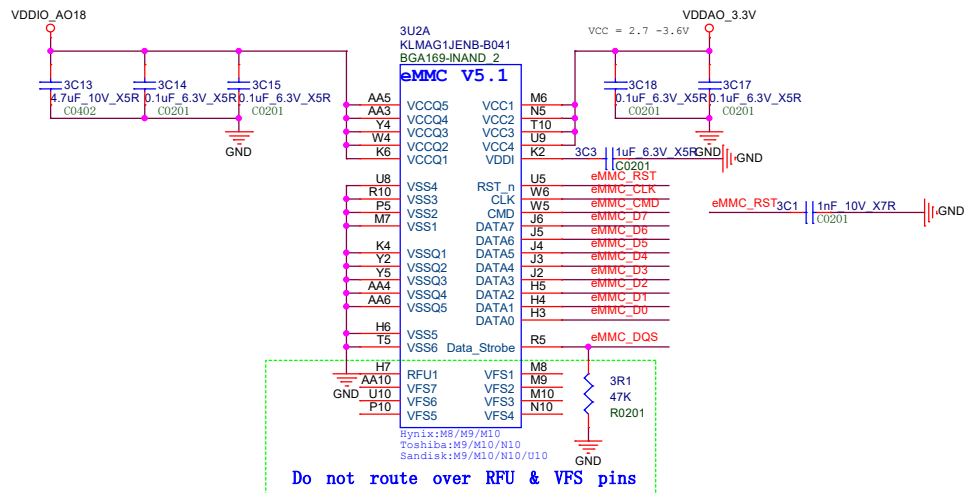 VDDIO_AO18
3C13
4.7uF_10V_X5R
C0402
3C14
0.1uF_6.3V_X5R
C0201
3C15
0.1uF_6.3V_X5R
C0201
GND
3U2A
KLMAG1JENB-B041
BGA169-INAND_2
eMMC V5.1
VCC = 2.7 -3.6V
VDDAO_3.3V
3C18
0.1uF_6.3V_X5R
C0201
3C17
0.1uF_6.3V_X5R
C0201
GND
AA5 VCCQ5 VCC1 M6
AA3 VCCQ4 VCC2 N5
Y4 VCCQ3 VCC3 T10
W4 VCCQ2 VCC4 U9
K6 VCCQ1 VDDI K2
3C3 1uF_6.3V_X5R
C0201
GND
U8 VSS4 RST_n U5 eMMC_RST
R10 VSS3 CLK W6 eMMC_CLK
P5 VSS2 CMD W5 eMMC_CMD
M7 VSS1 DATA7 J6 eMMC_D7
DATA6 J5 eMMC_D6
K4 VSSQ1 DATA5 J4 eMMC_D5
Y2 VSSQ2 DATA4 J3 eMMC_D4
Y5 VSSQ3 DATA3 J2 eMMC_D3
AA4 VSSQ4 DATA2 H5 eMMC_D2
AA6 VSSQ5 DATA1 H4 eMMC_D1
DATA0 H3 eMMC_D0
H6 VSS5
T5 VSS6 Data_Strobe R5 eMMC_DQS
H7 RFU1 VFS1 M8
AA10 VFS7 VFS2 M9
U10 VFS6 VFS3 M10
P10 VFS5 VFS4 N10
GND
eMMC_RST 3C1 1nF_10V_X7R
C0201
GND
3R1
47K
R0201
GND
Hynix:M8/M9/M10
Toshiba:M9/M10/N10
Sandisk:M9/M10/N10/U10
Do not route over RFU & VFS pins